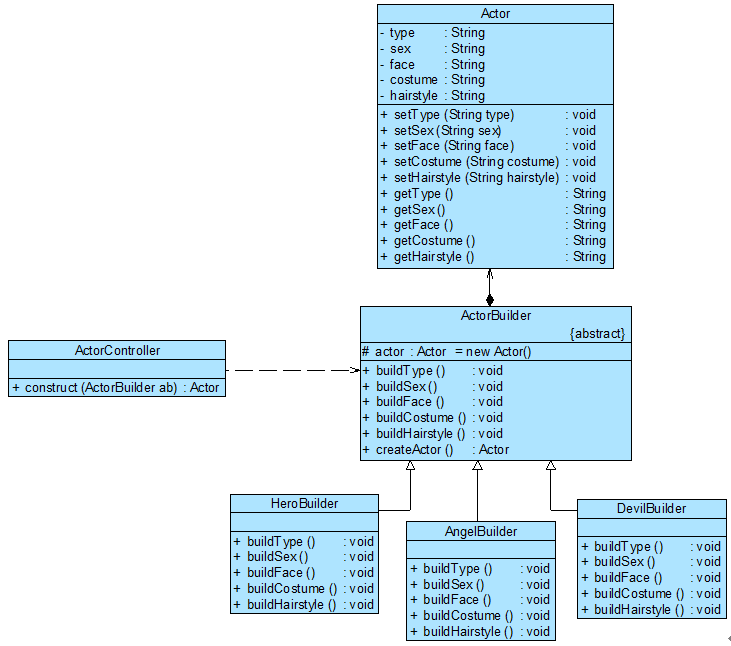 Actor
- type : String
- sex : String
- face : String
- costume : String
- hairstyle : String
+ setType (String type) : void
+ setSex (String sex) : void
+ setFace (String face) : void
+ setCostume (String costume) : void
+ setHairstyle (String hairstyle) : void
+ getType () : String
+ getSex () : String
+ getFace () : String
+ getCostume () : String
+ getHairstyle () : String
ActorBuilder
{abstract}
# actor : Actor = new Actor()
+ buildType () : void
+ buildSex () : void
+ buildFace () : void
+ buildCostume () : void
+ buildHairstyle () : void
+ createActor () : Actor
ActorController
+ construct (ActorBuilder ab) : Actor
HeroBuilder
+ buildType () : void
+ buildSex () : void
+ buildFace () : void
+ buildCostume () : void
+ buildHairstyle () : void
AngelBuilder
+ buildType () : void
+ buildSex () : void
+ buildFace () : void
+ buildCostume () : void
+ buildHairstyle () : void
DevilBuilder
+ buildType () : void
+ buildSex () : void
+ buildFace () : void
+ buildCostume () : void
+ buildHairstyle () : void